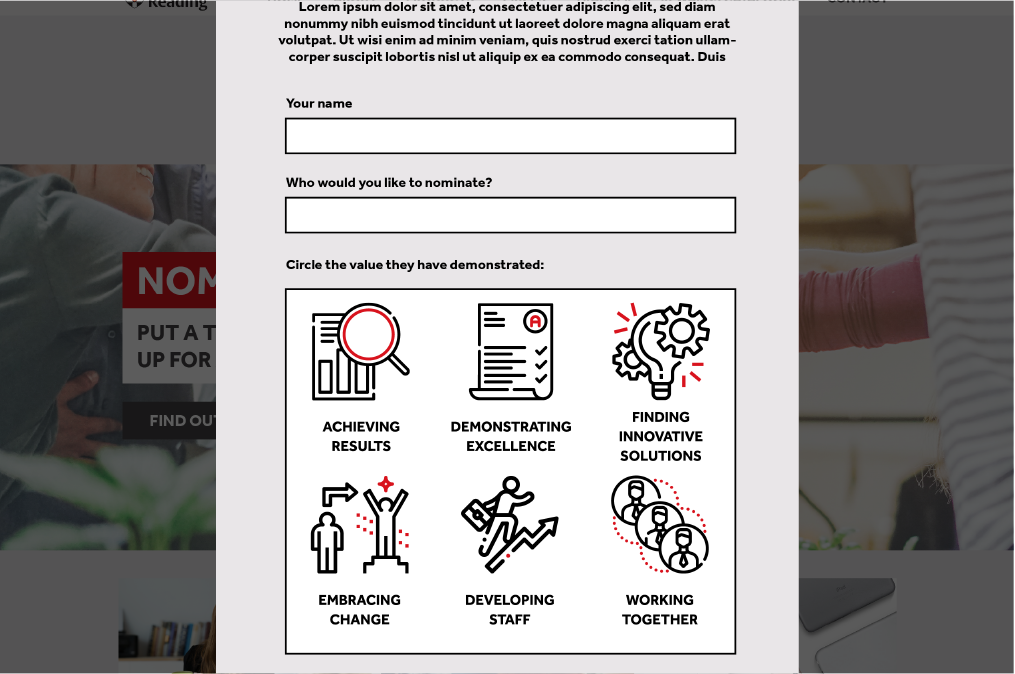 Reading
CONTACT
Lorem ipsum dolor sit amet, consectetuer adipiscing elit, sed diam
nonummy nibh euismod tincidunt ut laoreet dolore magna aliquam erat
volutpat. Ut wisi enim ad minim veniam, quis nostrud exerci tation ullam-
corper suscipit lobortis nisl ut aliquip ex ea commodo consequat. Duis
Your name
Who would you like to nominate?
NOM
PUT A T
UP FOR
FIND OUT
Circle the value they have demonstrated:
A
ACHIEVING
RESULTS
DEMONSTRATING
EXCELLENCE
FINDING
INNOVATIVE
SOLUTIONS
EMBRACING
CHANGE
DEVELOPING
STAFF
WORKING
TOGETHER